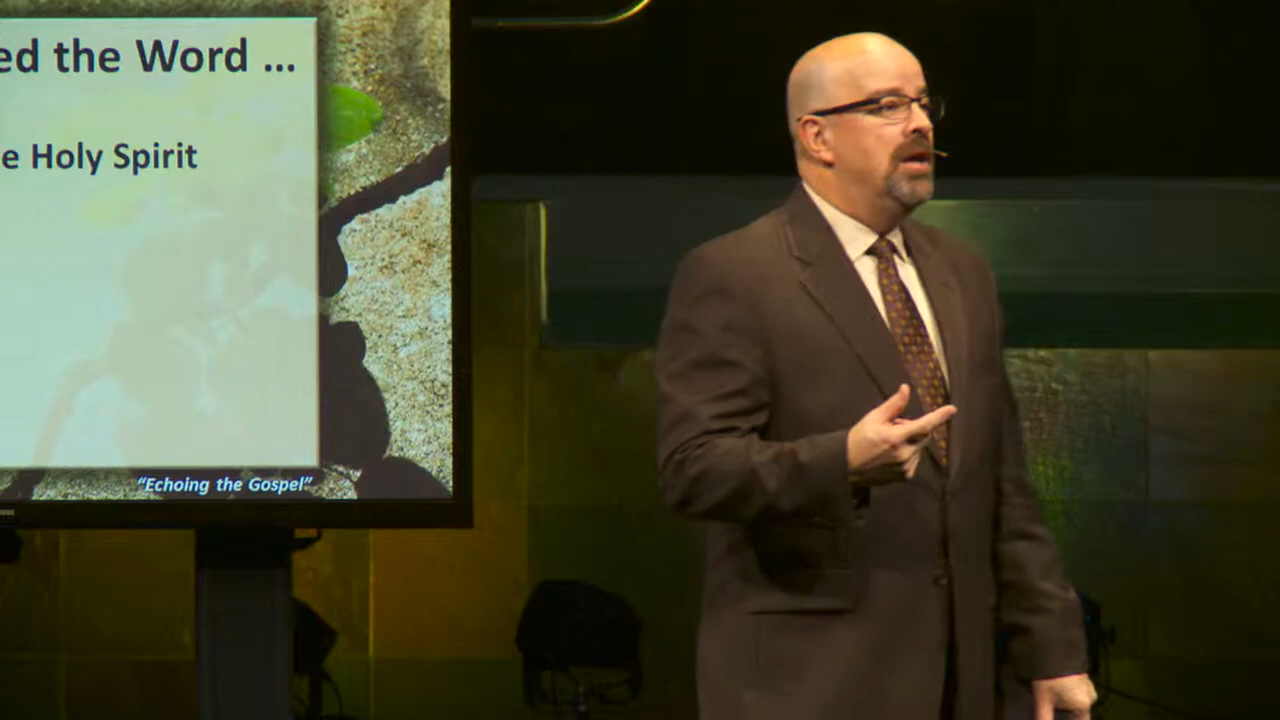 ed the Word ...
e Holy Spirit
“Echoing the Gospel”